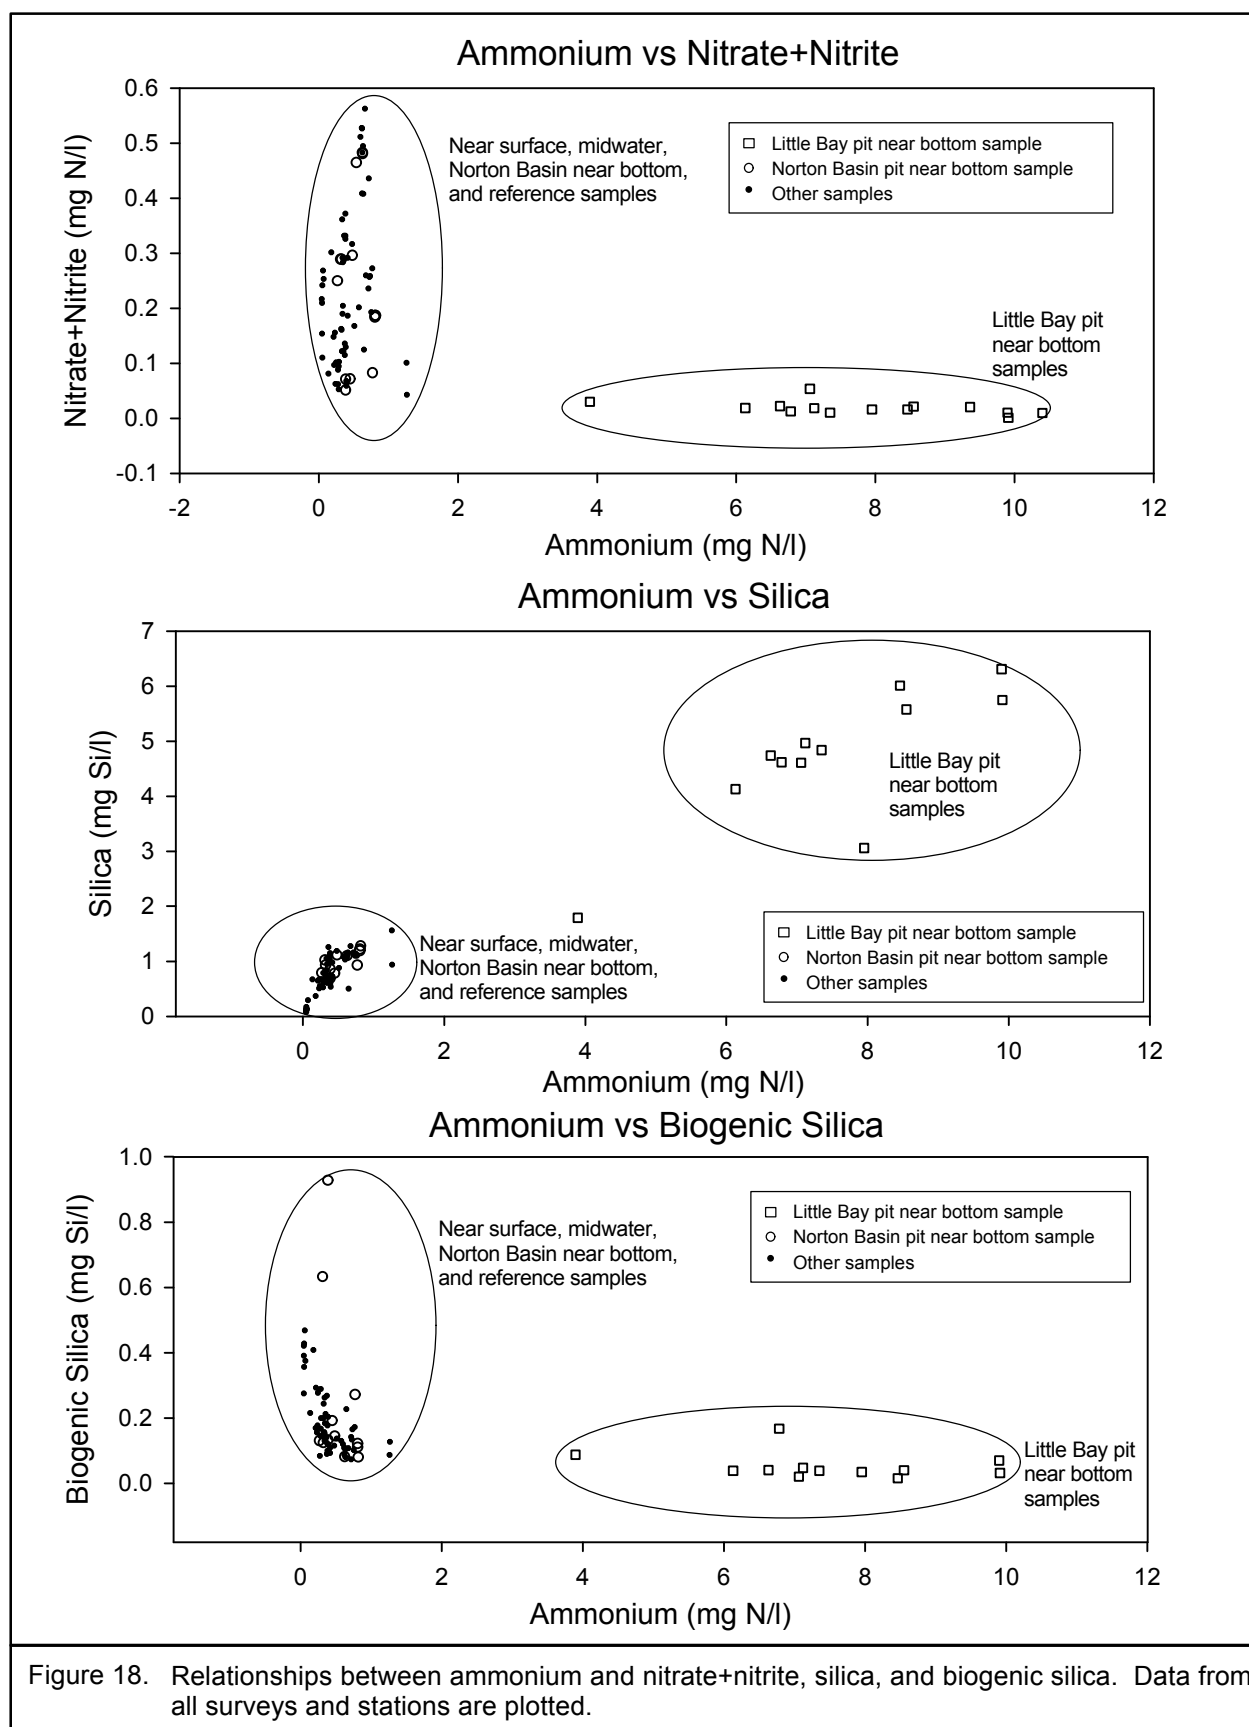 Ammonium vs Nitrate+Nitrite
0.6
0.5
0.4
0.3
0.2
0.1
0.0
-0.1
Nitrate+Nitrite (mg N/l)
Near surface, midwater,
Norton Basin near bottom,
and reference samples
Little Bay pit near bottom sample
Norton Basin pit near bottom sample
Other samples
Little Bay pit
near bottom
samples
-2 0 2 4 6 8 10 12
Ammonium (mg N/l)
Ammonium vs Silica
7
6
5
4
3
2
1
0
Silica (mg Si/l)
Little Bay pit
near bottom
samples
Near surface, midwater,
Norton Basin near bottom,
and reference samples
Little Bay pit near bottom sample
Norton Basin pit near bottom sample
Other samples
0 2 4 6 8 10 12
Ammonium (mg N/l)
Ammonium vs Biogenic Silica
1.0
0.8
0.6
0.4
0.2
0.0
Biogenic Silica (mg Si/l)
Near surface, midwater,
Norton Basin near bottom,
and reference samples
Little Bay pit near bottom sample
Norton Basin pit near bottom sample
Other samples
Little Bay pit
near bottom
samples
0 2 4 6 8 10 12
Ammonium (mg N/l)
Figure 18. Relationships between ammonium and nitrate+nitrite, silica, and biogenic silica. Data from
all surveys and stations are plotted.